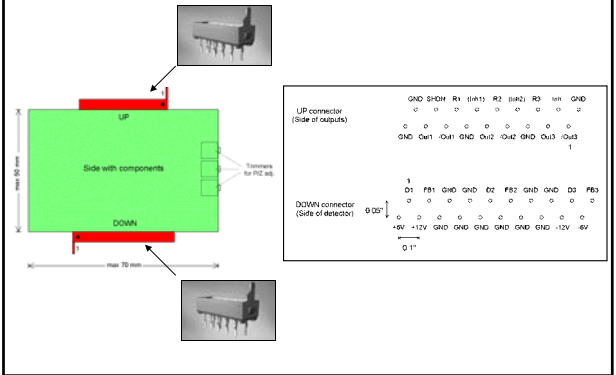 1
UP
max 50 mm
Side with components
Trimmers
for P/Z adj.
DOWN
1
max 70 mm
UP connector
(Side of outputs)
GND SHDN R1 (Inh1) R2 (Inh2) R3 Inh GND
GND Out1 /Out1 GND Out2 /Out2 GND Out3 /Out3
1
DOWN connector
(Side of detector)
1
D1 FB1 GND GND D2 FB2 GND GND D3 FB3
0.05"
+6V +12V GND GND GND GND GND GND -12V -6V
0.1"